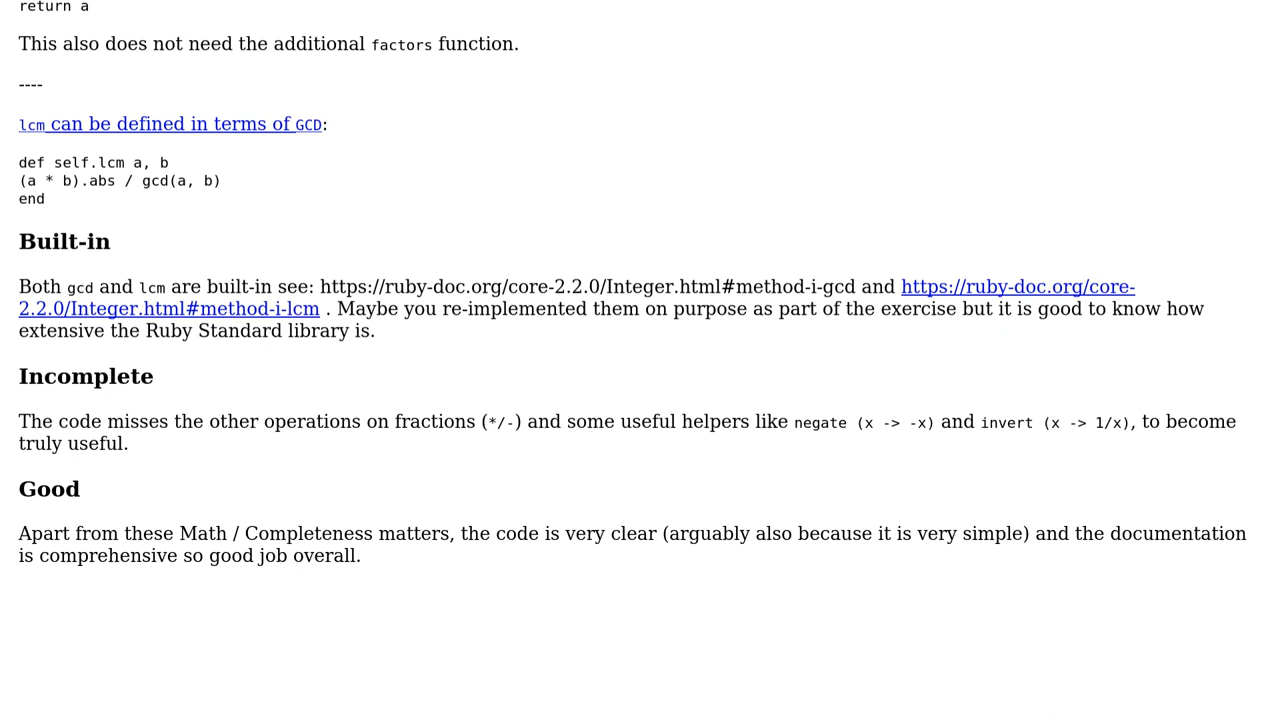 return a
This also does not need the additional factors function.
----
lcm can be defined in terms of GCD:
def self.lcm a, b
(a * b).abs / gcd(a, b)
end
Built-in
Both gcd and lcm are built-in see: https://ruby-doc.org/core-2.2.0/Integer.html#method-i-gcd and https://ruby-doc.org/core-
2.2.0/Integer.html#method-i-lcm . Maybe you re-implemented them on purpose as part of the exercise but it is good to know how
extensive the Ruby Standard library is.
Incomplete
The code misses the other operations on fractions (*/-) and some useful helpers like negate (x -> -x) and invert (x -> 1/x), to become
truly useful.
Good
Apart from these Math / Completeness matters, the code is very clear (arguably also because it is very simple) and the documentation
is comprehensive so good job overall.